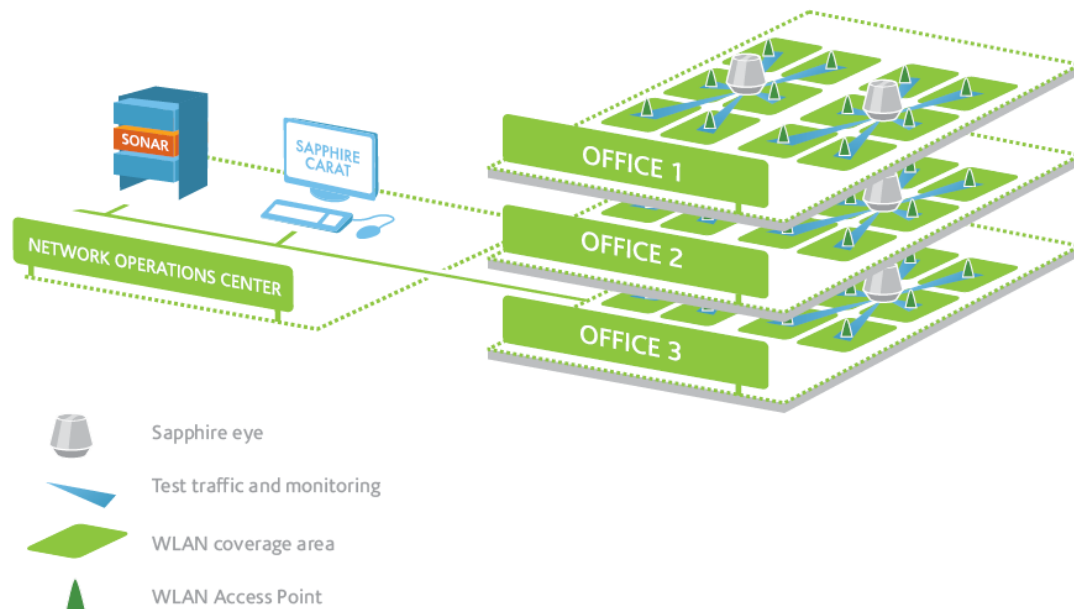 SONAR
SAPPHIRE
CARAT
NETWORK OPERATIONS CENTER
OFFICE 1
OFFICE 2
OFFICE 3
Sapphire eye
Test traffic and monitoring
WLAN coverage area
WLAN Access Point